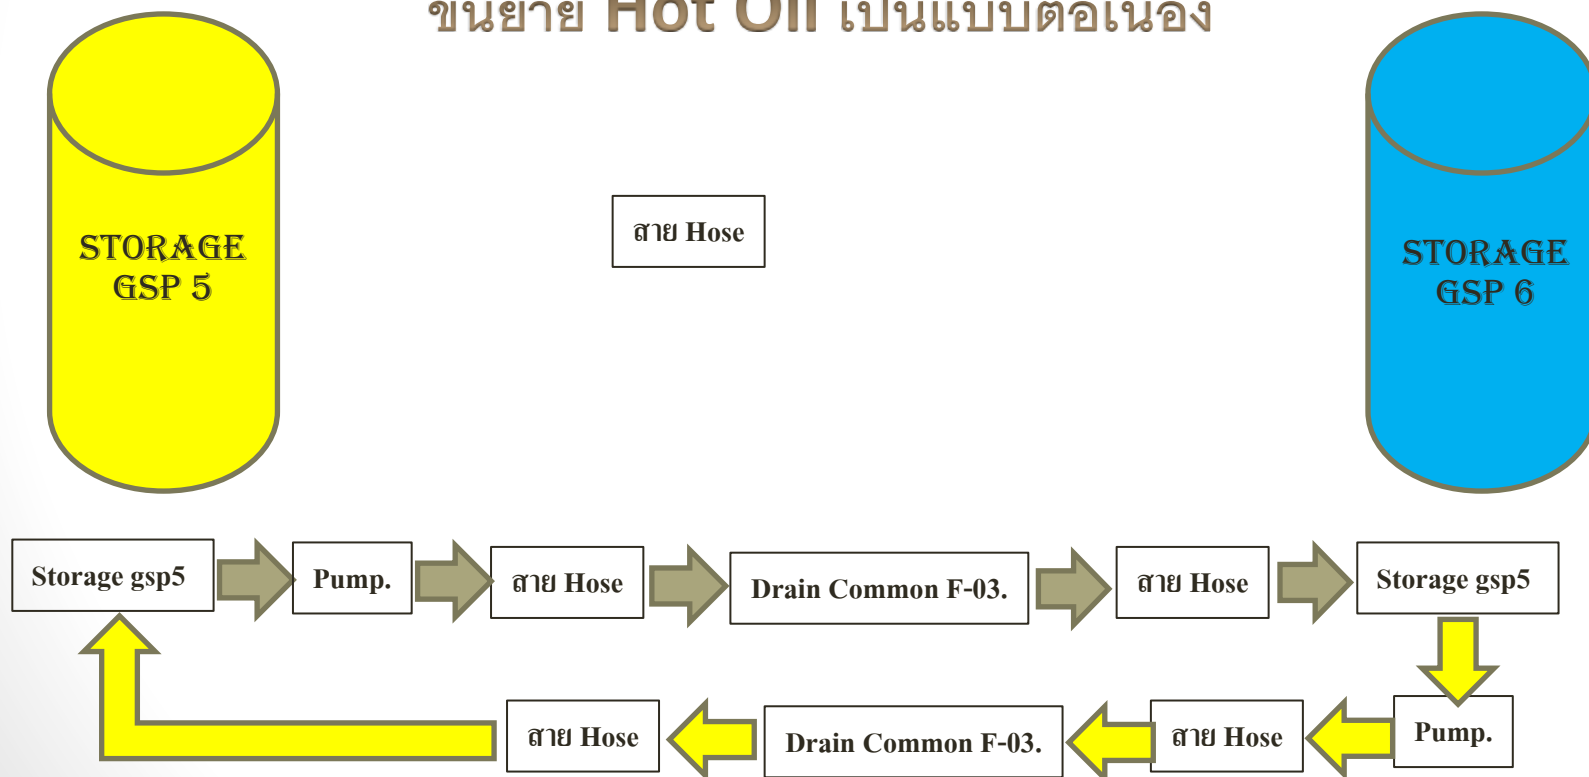 ขนย้าย Hot Oil เป็นแบบต่อเนื่อง
STORAGE
GSP 5
สาย Hose
STORAGE
GSP 6
Storage gsp5
Pump.
สาย Hose
Drain Common F-03.
สาย Hose
Storage gsp5
สาย Hose
Drain Common F-03.
สาย Hose
Pump.